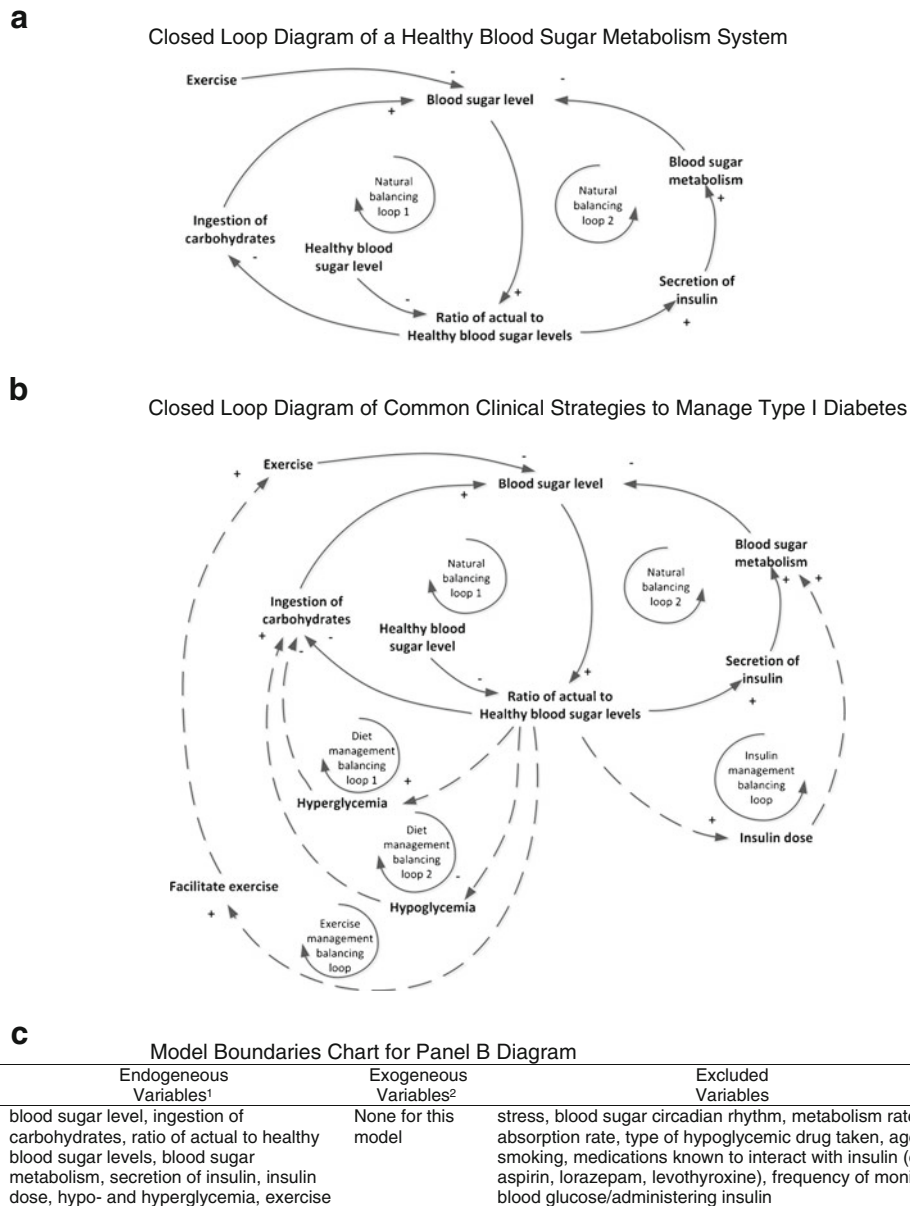 a
Closed Loop Diagram of a Healthy Blood Sugar Metabolism System
Exercise
-
-
Blood sugar level
+
Blood sugar
metabolism
+
Natural
balancing
loop 1
Natural
balancing
loop 2
Ingestion of
carbohydrates
-
Healthy blood
sugar level
Secretion of
insulin
+
-
+
Ratio of actual to
Healthy blood sugar levels
b
Closed Loop Diagram of Common Clinical Strategies to Manage Type I Diabetes
+
Exercise
-
-
Blood sugar level
+
Blood sugar
metabolism
+
+
Natural
balancing
loop 1
Natural
balancing
loop 2
Ingestion of
carbohydrates
+
-
-
Healthy blood
sugar level
Secretion of
insulin
+
-
+
Ratio of actual to
Healthy blood sugar levels
Diet
management
balancing
loop 1
+
Hyperglycemia
Insulin
management
balancing
loop
+
Insulin dose
Diet
management
balancing
loop 2
-
Hypoglycemia
Facilitate exercise
+
Exercise
management
balancing
loop
c
Model Boundaries Chart for Panel B Diagram
Endogeneous
Variables¹
Exogeneous
Variables²
Excluded
Variables
blood sugar level, ingestion of
carbohydrates, ratio of actual to healthy
blood sugar levels, blood sugar
metabolism, secretion of insulin, insulin
dose, hypo- and hyperglycemia, exercise
None for this
model
stress, blood sugar circadian rhythm, metabolism
absorption rate, type of hypoglycemic drug taken,
smoking, medications known to interact with insulin
aspirin, lorazepam, levothyroxine), frequency of
blood glucose/administering insulin